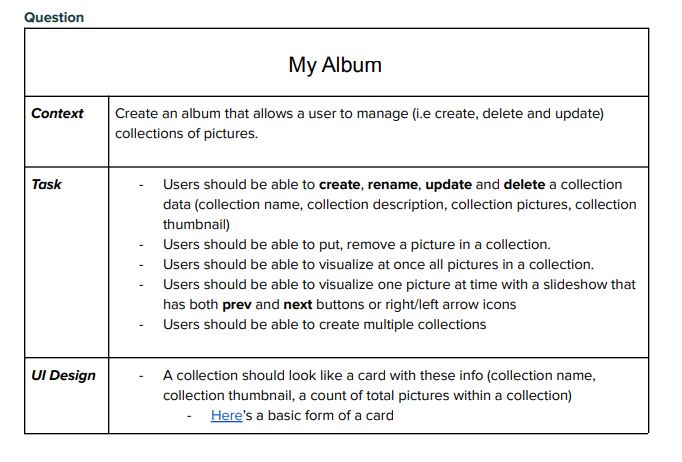 Question
My Album
Context
Create an album that allows a user to manage (i.e create, delete and update)
collections of pictures.
Task
- Users should be able to create, rename, update and delete a collection
data (collection name, collection description, collection pictures, collection
thumbnail)
- Users should be able to put, remove a picture in a collection.
- Users should be able to visualize at once all pictures in a collection.
- Users should be able to visualize one picture at time with a slideshow that
has both prev and next buttons or right/left arrow icons
- Users should be able to create multiple collections
UI Design
- A collection should look like a card with these info (collection name,
collection thumbnail, a count of total pictures within a collection)
- Here's a basic form of a card